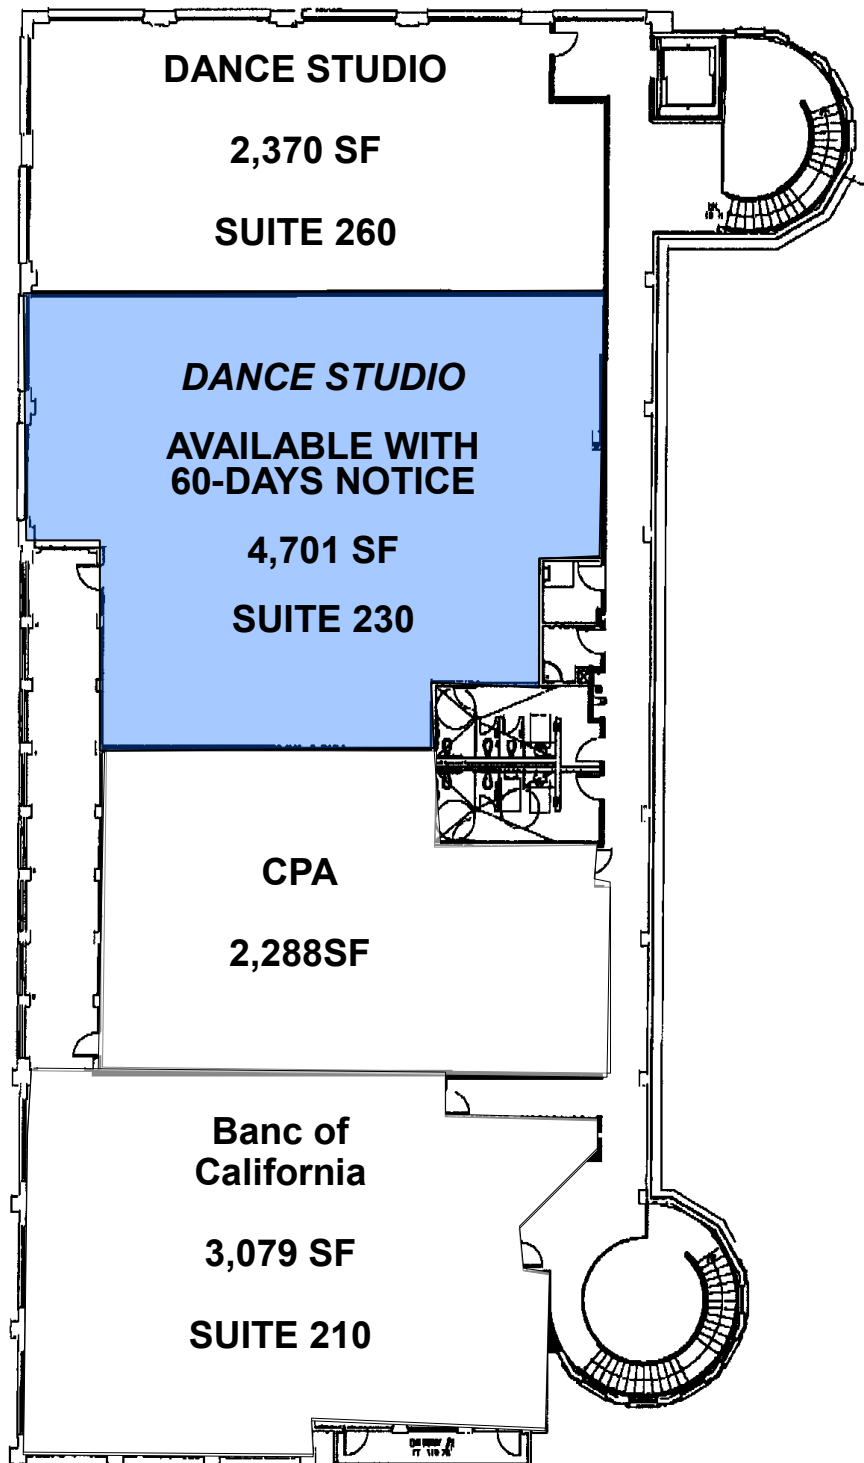 DANCE STUDIO
2,370 SF
SUITE 260
DANCE STUDIO
AVAILABLE WITH
60-DAYS NOTICE
4,701 SF
SUITE 230
CPA
2,288SF
Banc of
California
3,079 SF
SUITE 210